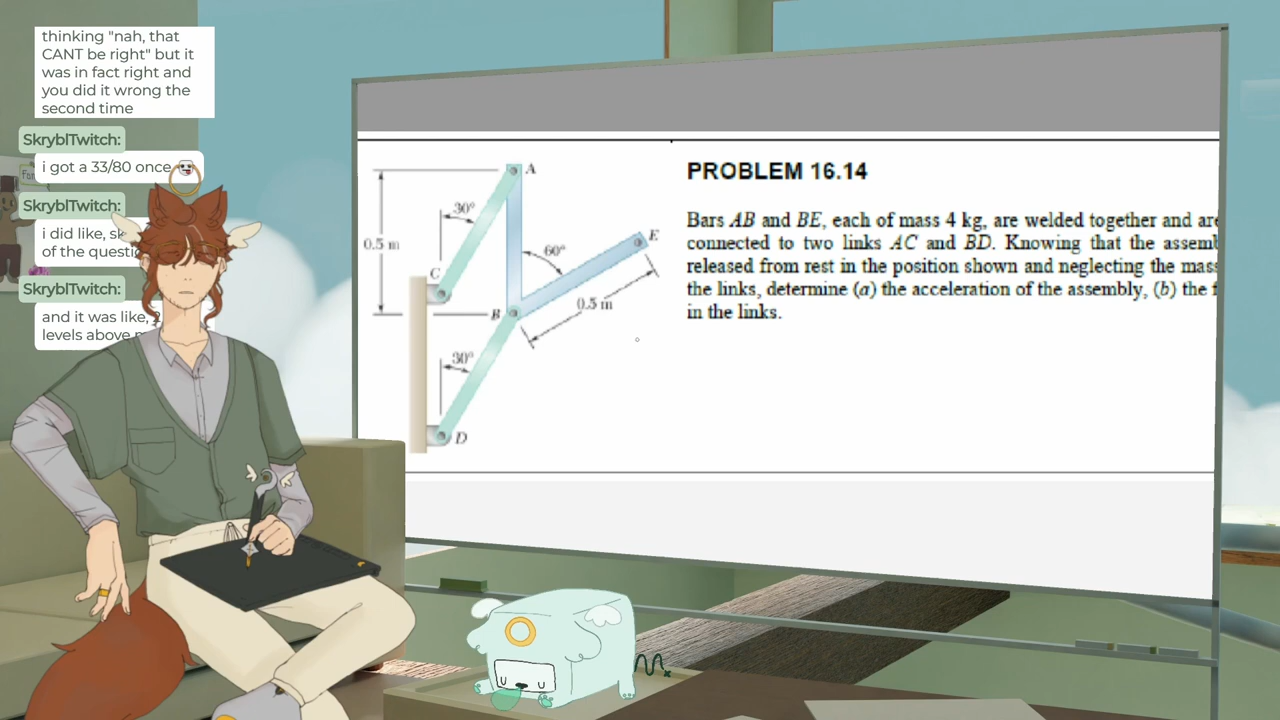 thinking "nah, that
CANT be right" but it
was in fact right and
you did it wrong the
second time
SkryblTwitch:
i got a 33/80 once
SkryblTwitch:
i did like,
of the
SkryblTwitch:
and it was like,
levels above
A
30°
0.5 m
C
60°
E
B
0.5 m
30°
D
PROBLEM 16.14
Bars AB and BE, each of mass 4 kg, are welded together and are
connected to two links AC and BD. Knowing that the
released from rest in the position shown and neglecting the
the links, determine (a) the acceleration of the assembly, (b) the
in the links.